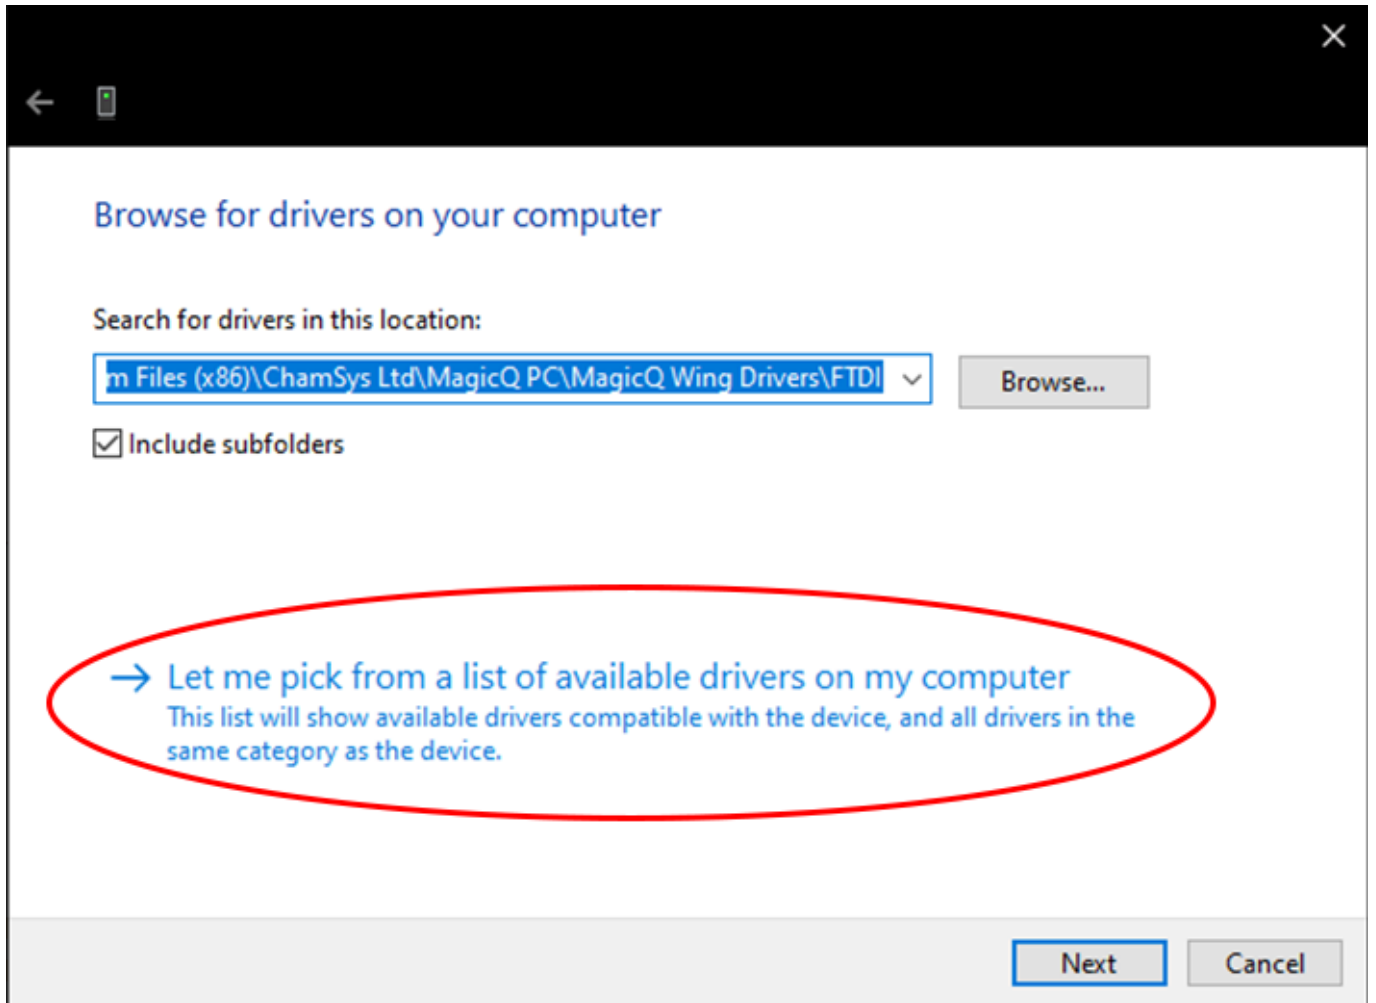 Browse for drivers on your computer
Search for drivers in this location:
m Files (x86)\ChamSys Ltd\MagicQ PC\MagicQ Wing Drivers\FTDI
Browse...
Include subfolders
Let me pick from a list of available drivers on my computer
This list will show available drivers compatible with the device, and all drivers in the
same category as the device.
Next
Cancel